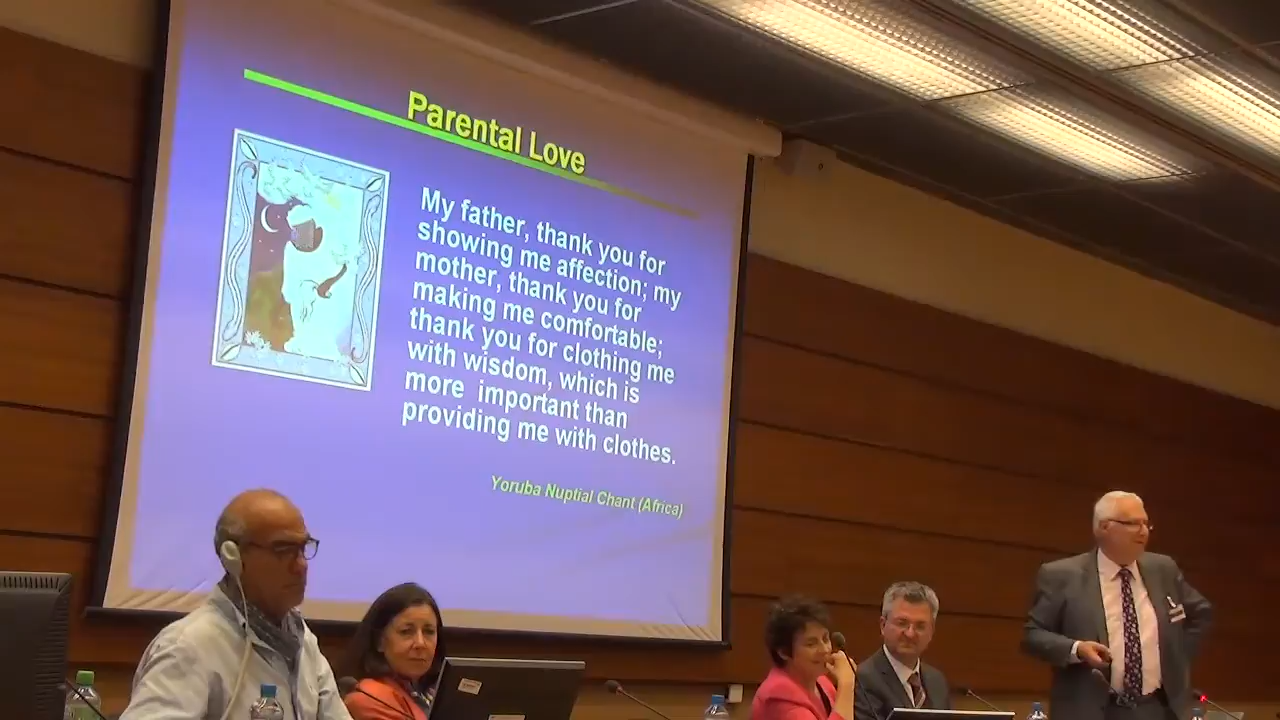 Parental Love
My father, thank you for
showing me affection; my
mother, thank you for
making me comfortable;
thank you for clothing me
with wisdom, which is
more important than
providing me with clothes.
Yoruba Nuptial Chant (Africa)